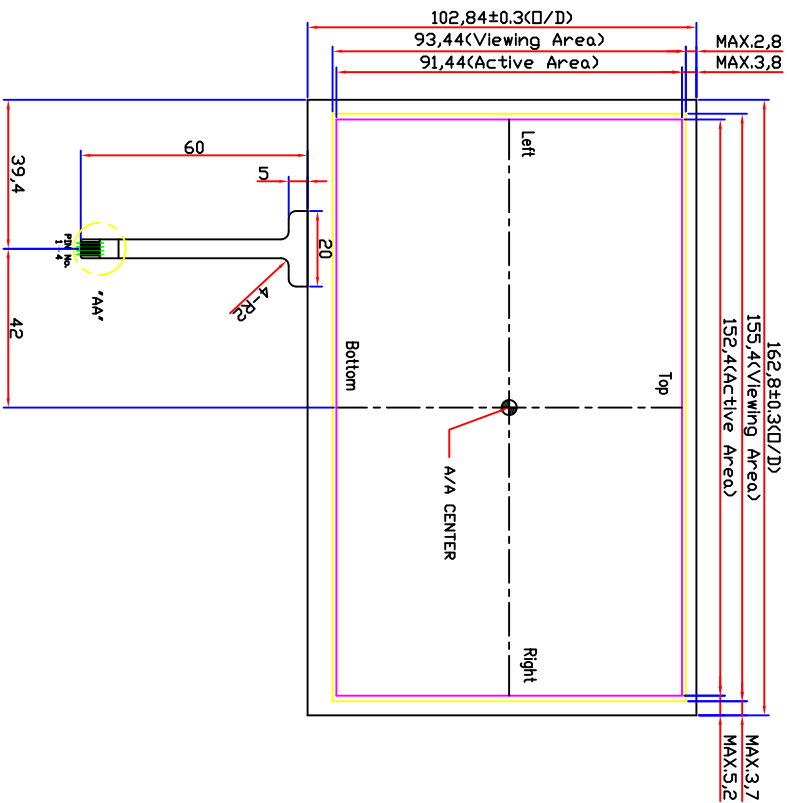 102,84±0.3(O/D)
93,44(Viewing Area)
MAX.2,8
91,44(Active Area)
MAX.3,8
162,8±0.3(O/D)
155,4(Viewing Area)
MAX.3,7
152,4(Active Area)
MAX.5,2
Left
Top
Bottom
Right
A/A CENTER
60
5
20
4-R2
39,4
42
PIN No.
1 4
"AA"